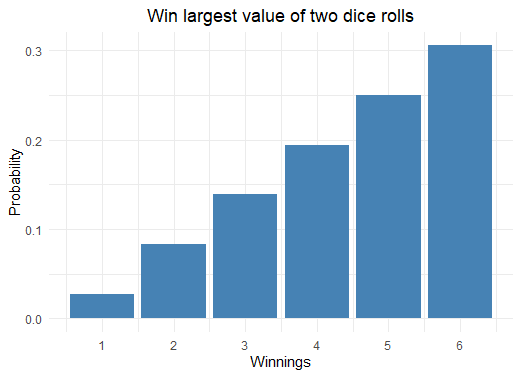 Win largest value of two dice rolls
Probability
0.3
0.2
0.1
0.0
1 2 3 4 5 6
Winnings